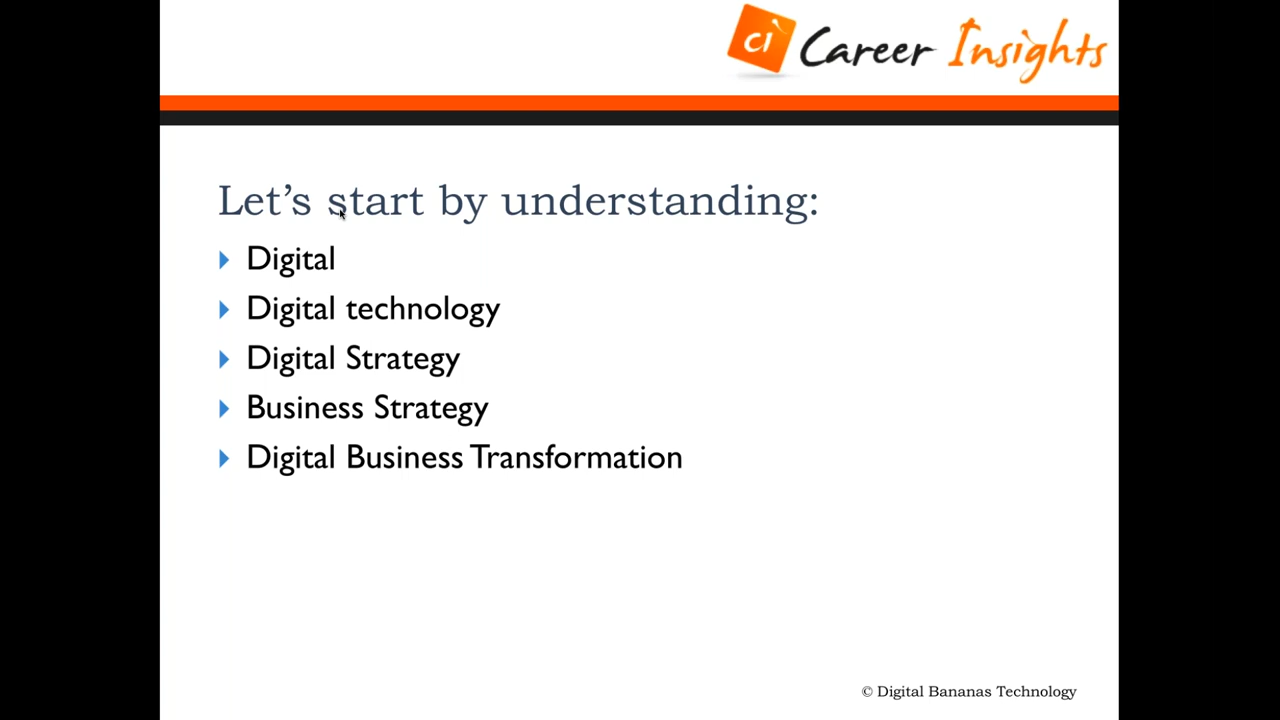 ci Career Insights
Let's start by understanding:
Digital
Digital technology
Digital Strategy
Business Strategy
Digital Business Transformation
© Digital Bananas Technology